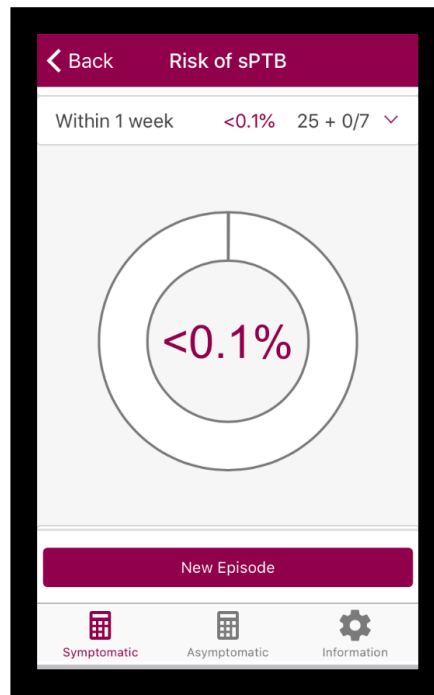 Back Risk of sPTB
Within 1 week <0.1% 25 + 0/7
<0.1%
New Episode
Symptomatic Asymptomatic Information